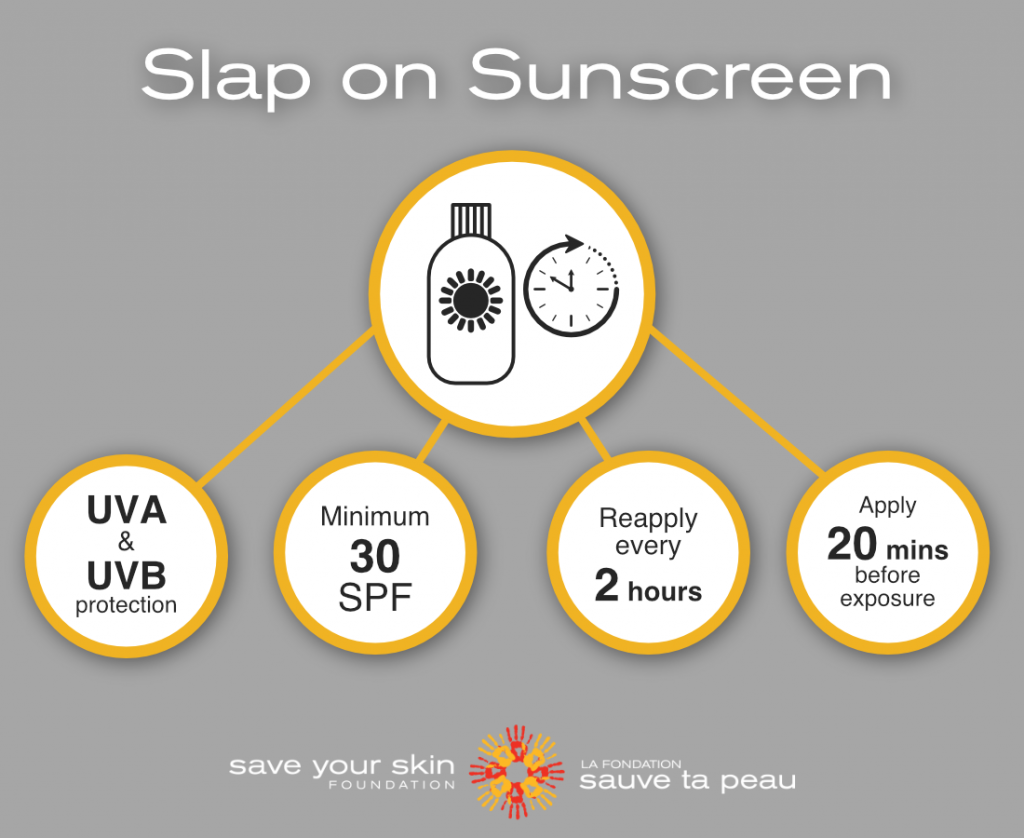 Slap on Sunscreen
UVA
&
UVB
protection
Minimum
30
SPF
Reapply
every
2 hours
Apply
20 mins
before
exposure
save your skin
FOUNDATION
LA FONDATION
sauve ta peau